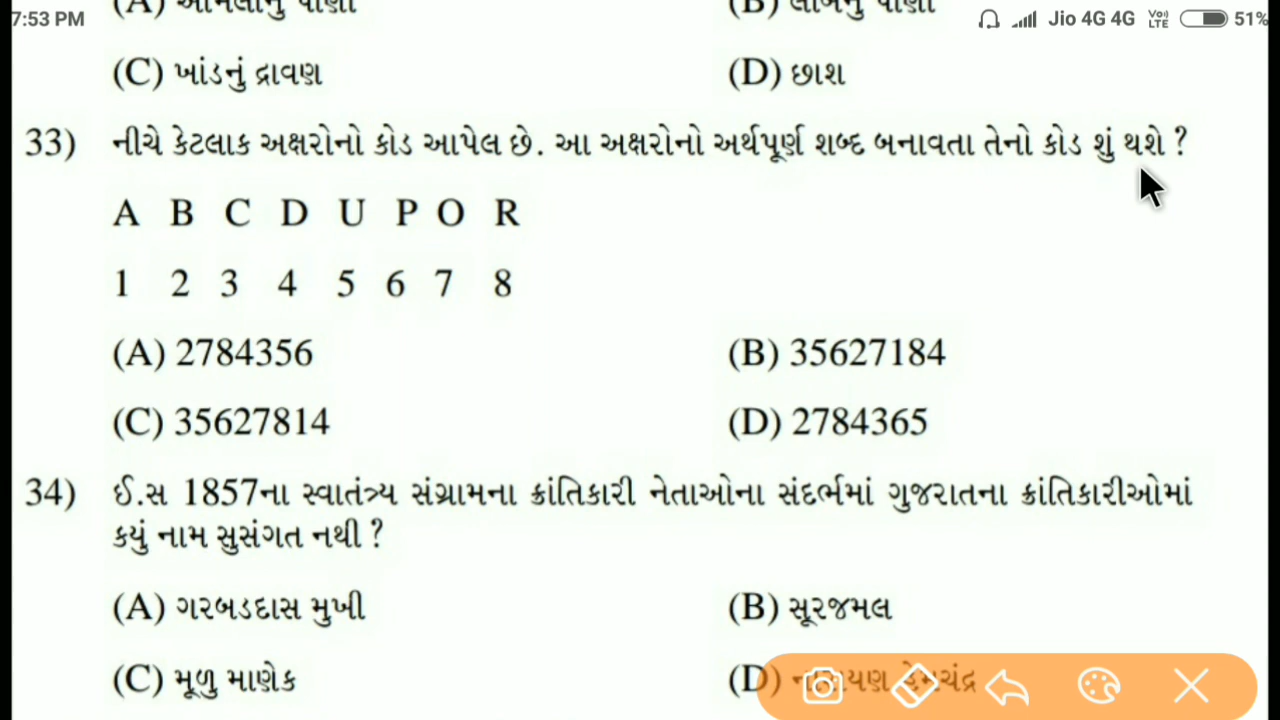 7:53 PM Jio 4G 4G VoLTE 51%
(A) આમલીનું પાણી (B) લીંબુનું પાણી
(C) ખાંડનું દ્રાવણ (D) છાશ
33) નીચે કેટલાક અક્ષરોનો કોડ આપેલ છે. આ અક્ષરોનો અર્થપૂર્ણ શબ્દ બનાવતા તેનો કોડ શું થશે ?
A B C D U P O R
1 2 3 4 5 6 7 8
(A) 2784356 (B) 35627184
(C) 35627814 (D) 2784365
34) ઈ.સ 1857ના સ્વાતંત્ર્ય સંગ્રામના ક્રાંતિકારી નેતાઓના સંદર્ભમાં ગુજરાતના ક્રાંતિકારીઓમાં
કયું નામ સુસંગત નથી ?
(A) ગરબડદાસ મુખી (B) સૂરજમલ
(C) મૂળુ માણેક (D)